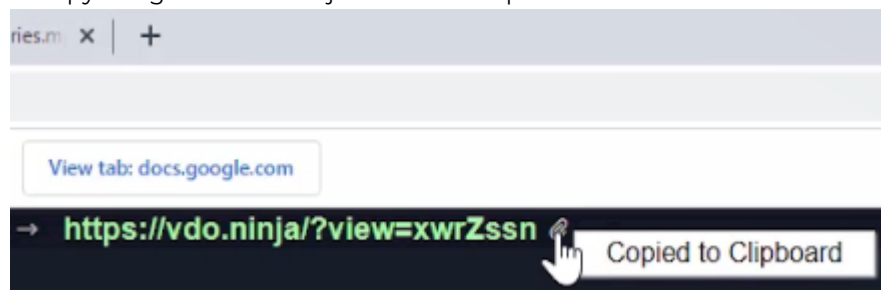 ries.m × | +
View tab: docs.google.com
→ https://vdo.ninja/?view=xwrZssn
Copied to Clipboard